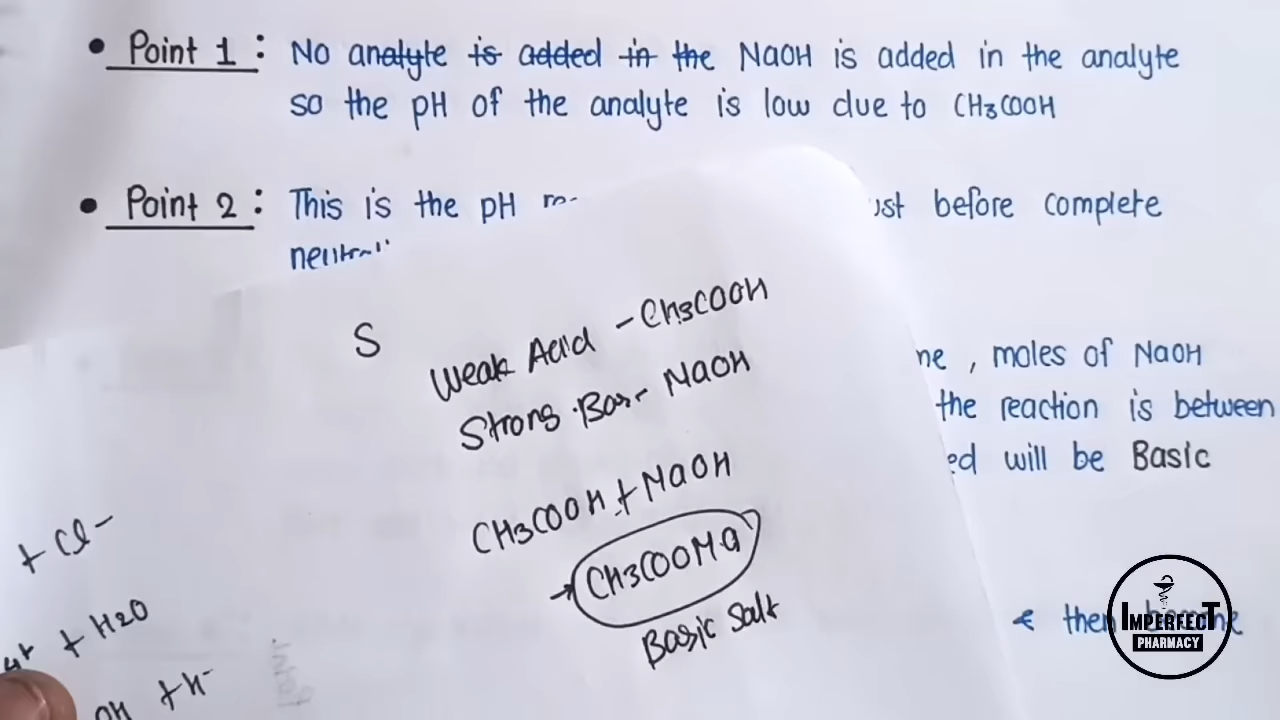 • Point 1 : No analyte is added in the NaOH is added in the analyte
so the pH of the analyte is low due to CH3COOH
• Point 2 : This is the pH before complete
S
Weak Acid - CH3COOH
Strong Base - NaOH
CH3COOH + NaOH
→ CH3COONa
Basic Salt
, moles of NaOH
the reaction is between
will be Basic
then become
+ Cl-
+ H2O
+ H-
IMPERFECT
PHARMACY